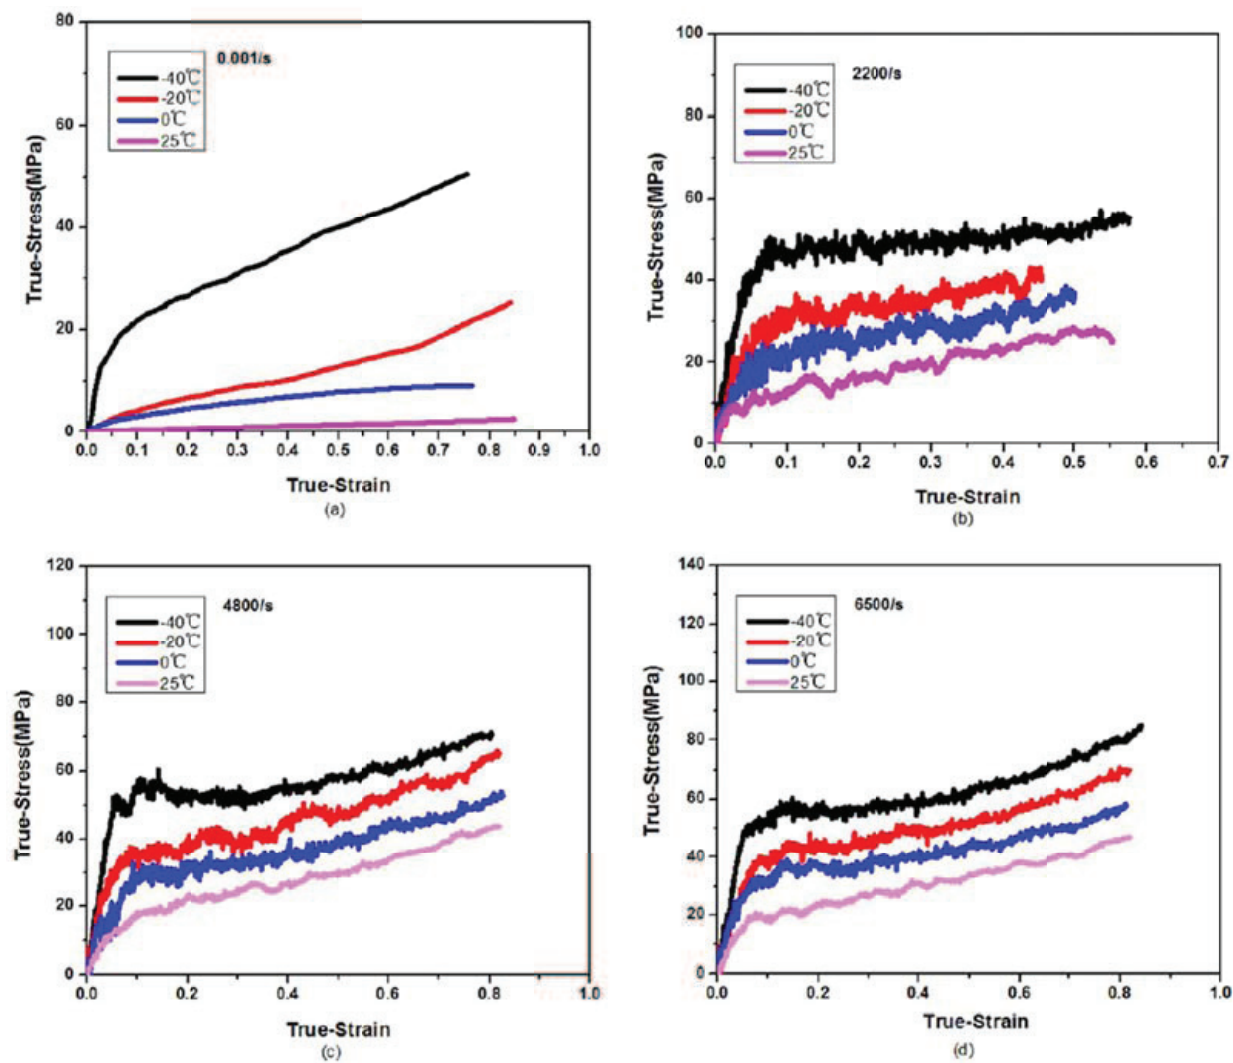 80
0.001/s
-40℃
-20℃
0℃
25℃
60
40
20
0
True-Stress(MPa)
0.0 0.1 0.2 0.3 0.4 0.5 0.6 0.7 0.8 0.9 1.0
True-Strain
(a)
100
2200/s
-40℃
-20℃
0℃
25℃
80
60
40
20
0
True-Stress(MPa)
0.0 0.1 0.2 0.3 0.4 0.5 0.6 0.7
True-Strain
(b)
120
4800/s
-40℃
-20℃
0℃
25℃
100
80
60
40
20
0
True-Stress(MPa)
0.0 0.2 0.4 0.6 0.8 1.0
True-Strain
(c)
140
6500/s
-40℃
-20℃
0℃
25℃
120
100
80
60
40
20
0
True-Stress(MPa)
0.0 0.2 0.4 0.6 0.8 1.0
True-Strain
(d)